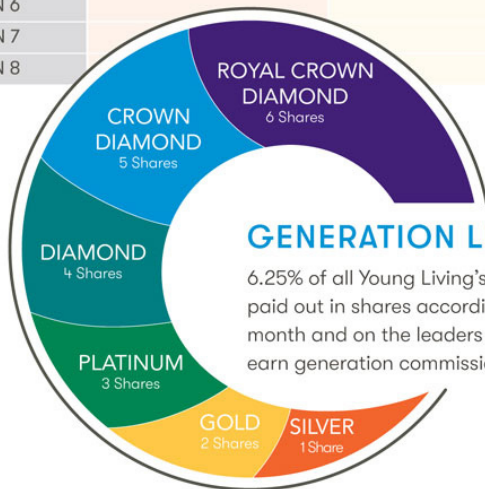 N 6
N 7
N 8
ROYAL CROWN
DIAMOND
6 Shares
CROWN
DIAMOND
5 Shares
DIAMOND
4 Shares
GENERATION L
6.25% of all Young Living's
paid out in shares accordi
month and on the leaders
earn generation commissi
PLATINUM
3 Shares
GOLD
2 Shares
SILVER
1 Share